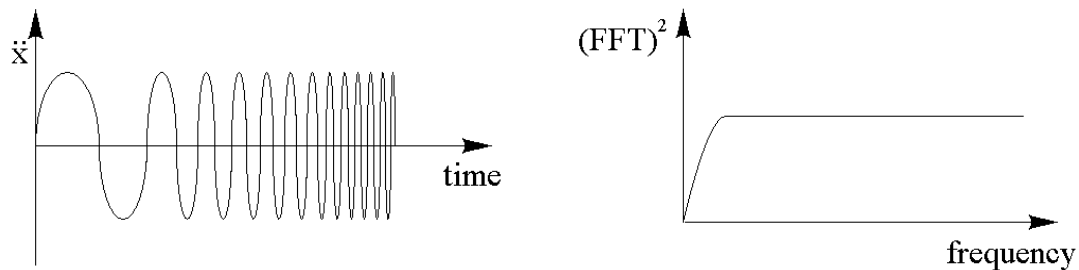 ẍ
time
(FFT)²
frequency